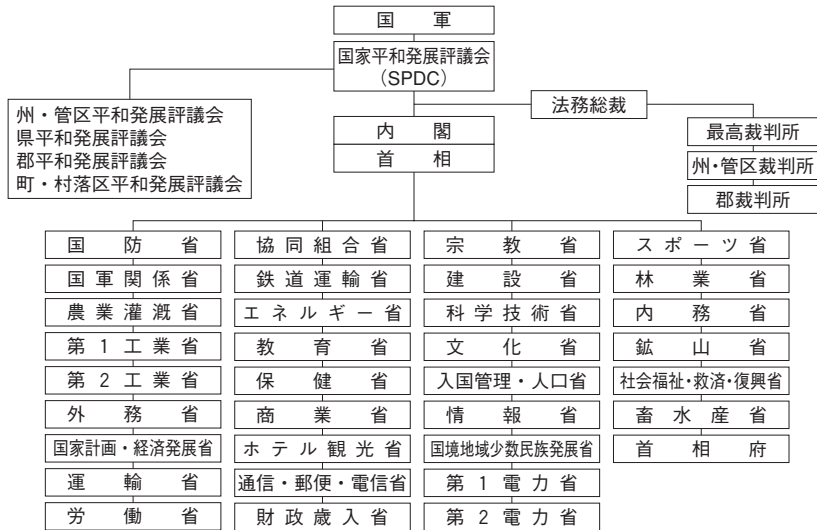 国軍
国家平和発展評議会
（SPDC）
法務総裁
州・管区平和発展評議会
県平和発展評議会
郡平和発展評議会
町・村落区平和発展評議会
内閣
首相
最高裁判所
州・管区裁判所
郡裁判所
国防省
国軍関係省
農業灌漑省
第1工業省
第2工業省
外務省
国家計画・経済発展省
運輸省
労働省
協同組合省
鉄道運輸省
エネルギー省
教育省
保健省
商業省
ホテル観光省
通信・郵便・電信省
財政歳入省
宗教省
建設省
科学技術省
文化省
入国管理・人口省
情報省
国境地域少数民族発展省
第1電力省
第2電力省
スポーツ省
林業省
内務省
鉱山省
社会福祉・救済・復興省
畜水産省
首相府